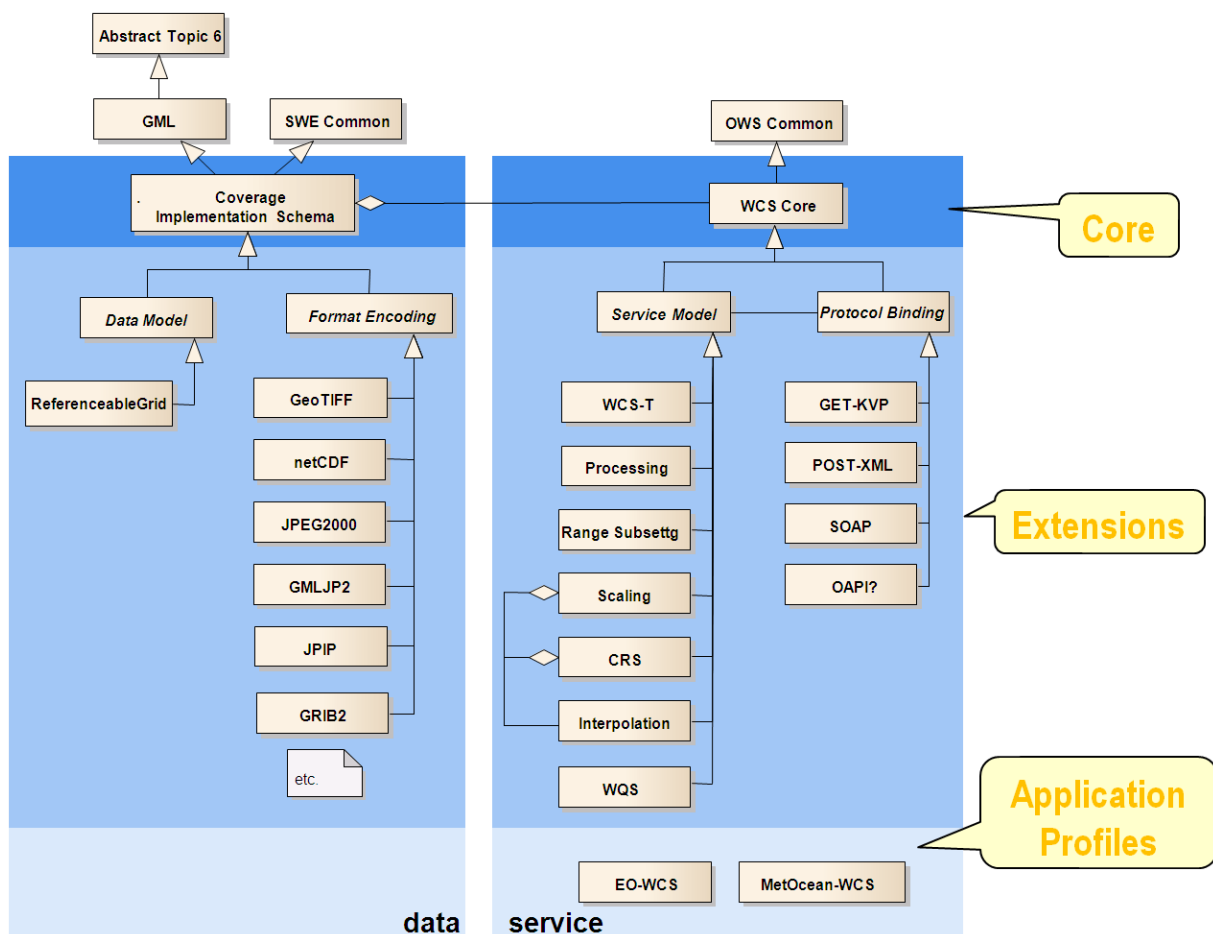 Abstract Topic 6
GML
SWE Common
OWS Common
Coverage
Implementation Schema
WCS Core
Core
Data Model
Format Encoding
Service Model
Protocol Binding
ReferenceableGrid
GeoTIFF
netCDF
JPEG2000
GMLJP2
JPIP
GRIB2
etc.
WCS-T
Processing
Range Subsettg
Scaling
CRS
Interpolation
WQS
GET-KVP
POST-XML
SOAP
OAPI?
Extensions
Application
Profiles
EO-WCS
MetOcean-WCS
data
service